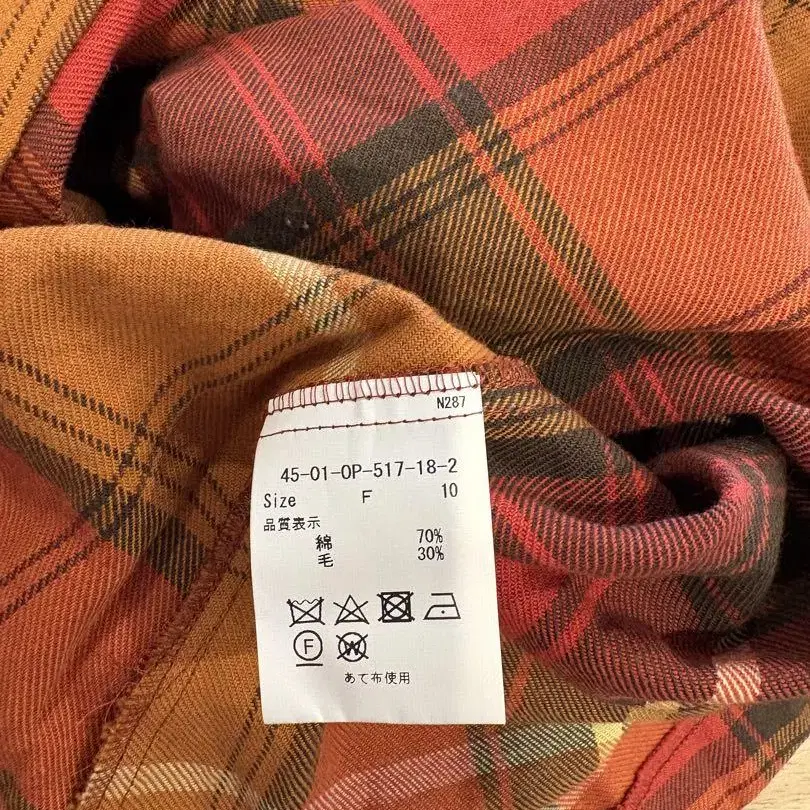 N287
45-01-OP-517-18-2
Size F 10
品質表示
綿 70%
毛 30%
F W
あて布使用